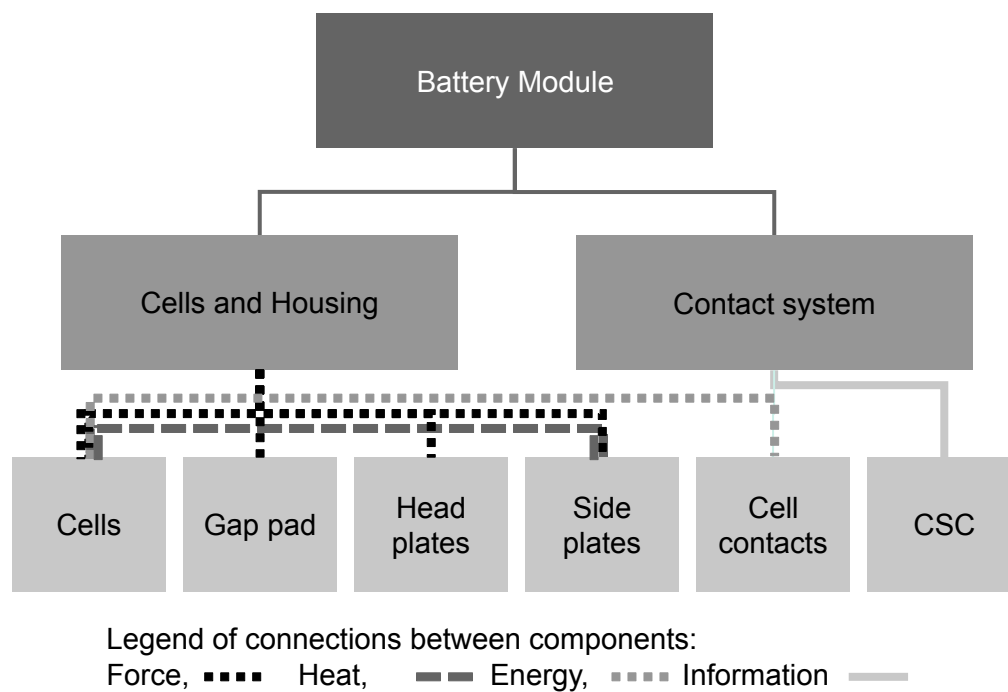 Battery Module
Cells and Housing
Contact system
Cells
Gap pad
Head
plates
Side
plates
Cell
contacts
CSC
Legend of connections between components:
Force, Heat, Energy, Information